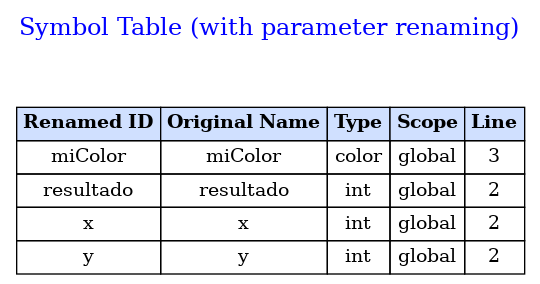 Symbol Table (with parameter renaming)
Renamed ID Original Name Type Scope Line
miColor miColor color global 3
resultado resultado int global 2
x x int global 2
y y int global 2